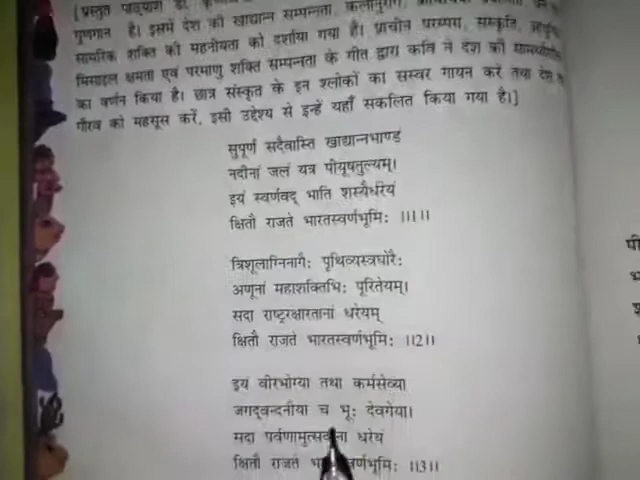 गुणगान है। इसमें देश की खाद्यान्न सम्पन्नता, कलानुराग,
सामरिक शक्ति की महनीयता को दर्शाया गया है। प्राचीन परम्परा, संस्कृति,
मिसाइल क्षमता एवं परमाणु शक्ति सम्पन्नता के गीत द्वारा कवि ने देश की
का वर्णन किया है। छात्र संस्कृत के इन श्लोकों का सस्वर गायन करें तथा देश
गौरव को महसूस करें, इसी उद्देश्य से इन्हें यहाँ संकलित किया गया है।]
सुपूर्णं सदैवास्ति खाद्यान्नभाण्डं
नदीनां जलं यत्र पीयूषतुल्यम्।
इयं स्वर्णवद् भाति शस्यैर्धरेयं
क्षितौ राजते भारतस्वर्णभूमिः ।।1।।
त्रिशूलाग्निनागैः पृथिव्यस्त्रघोरैः
अणूनां महाशक्तिभिः पूरितेयम्।
सदा राष्ट्ररक्षारतानां धरेयम्
क्षितौ राजते भारतस्वर्णभूमिः ।।2।।
इयं वीरभोग्या तथा कर्मसेव्या
जगद्वन्दनीया च भूः देवगेया।
सदा पर्वणामुत्सवानां धरेयं
क्षितौ राजते भारतस्वर्णभूमिः ।।3।।